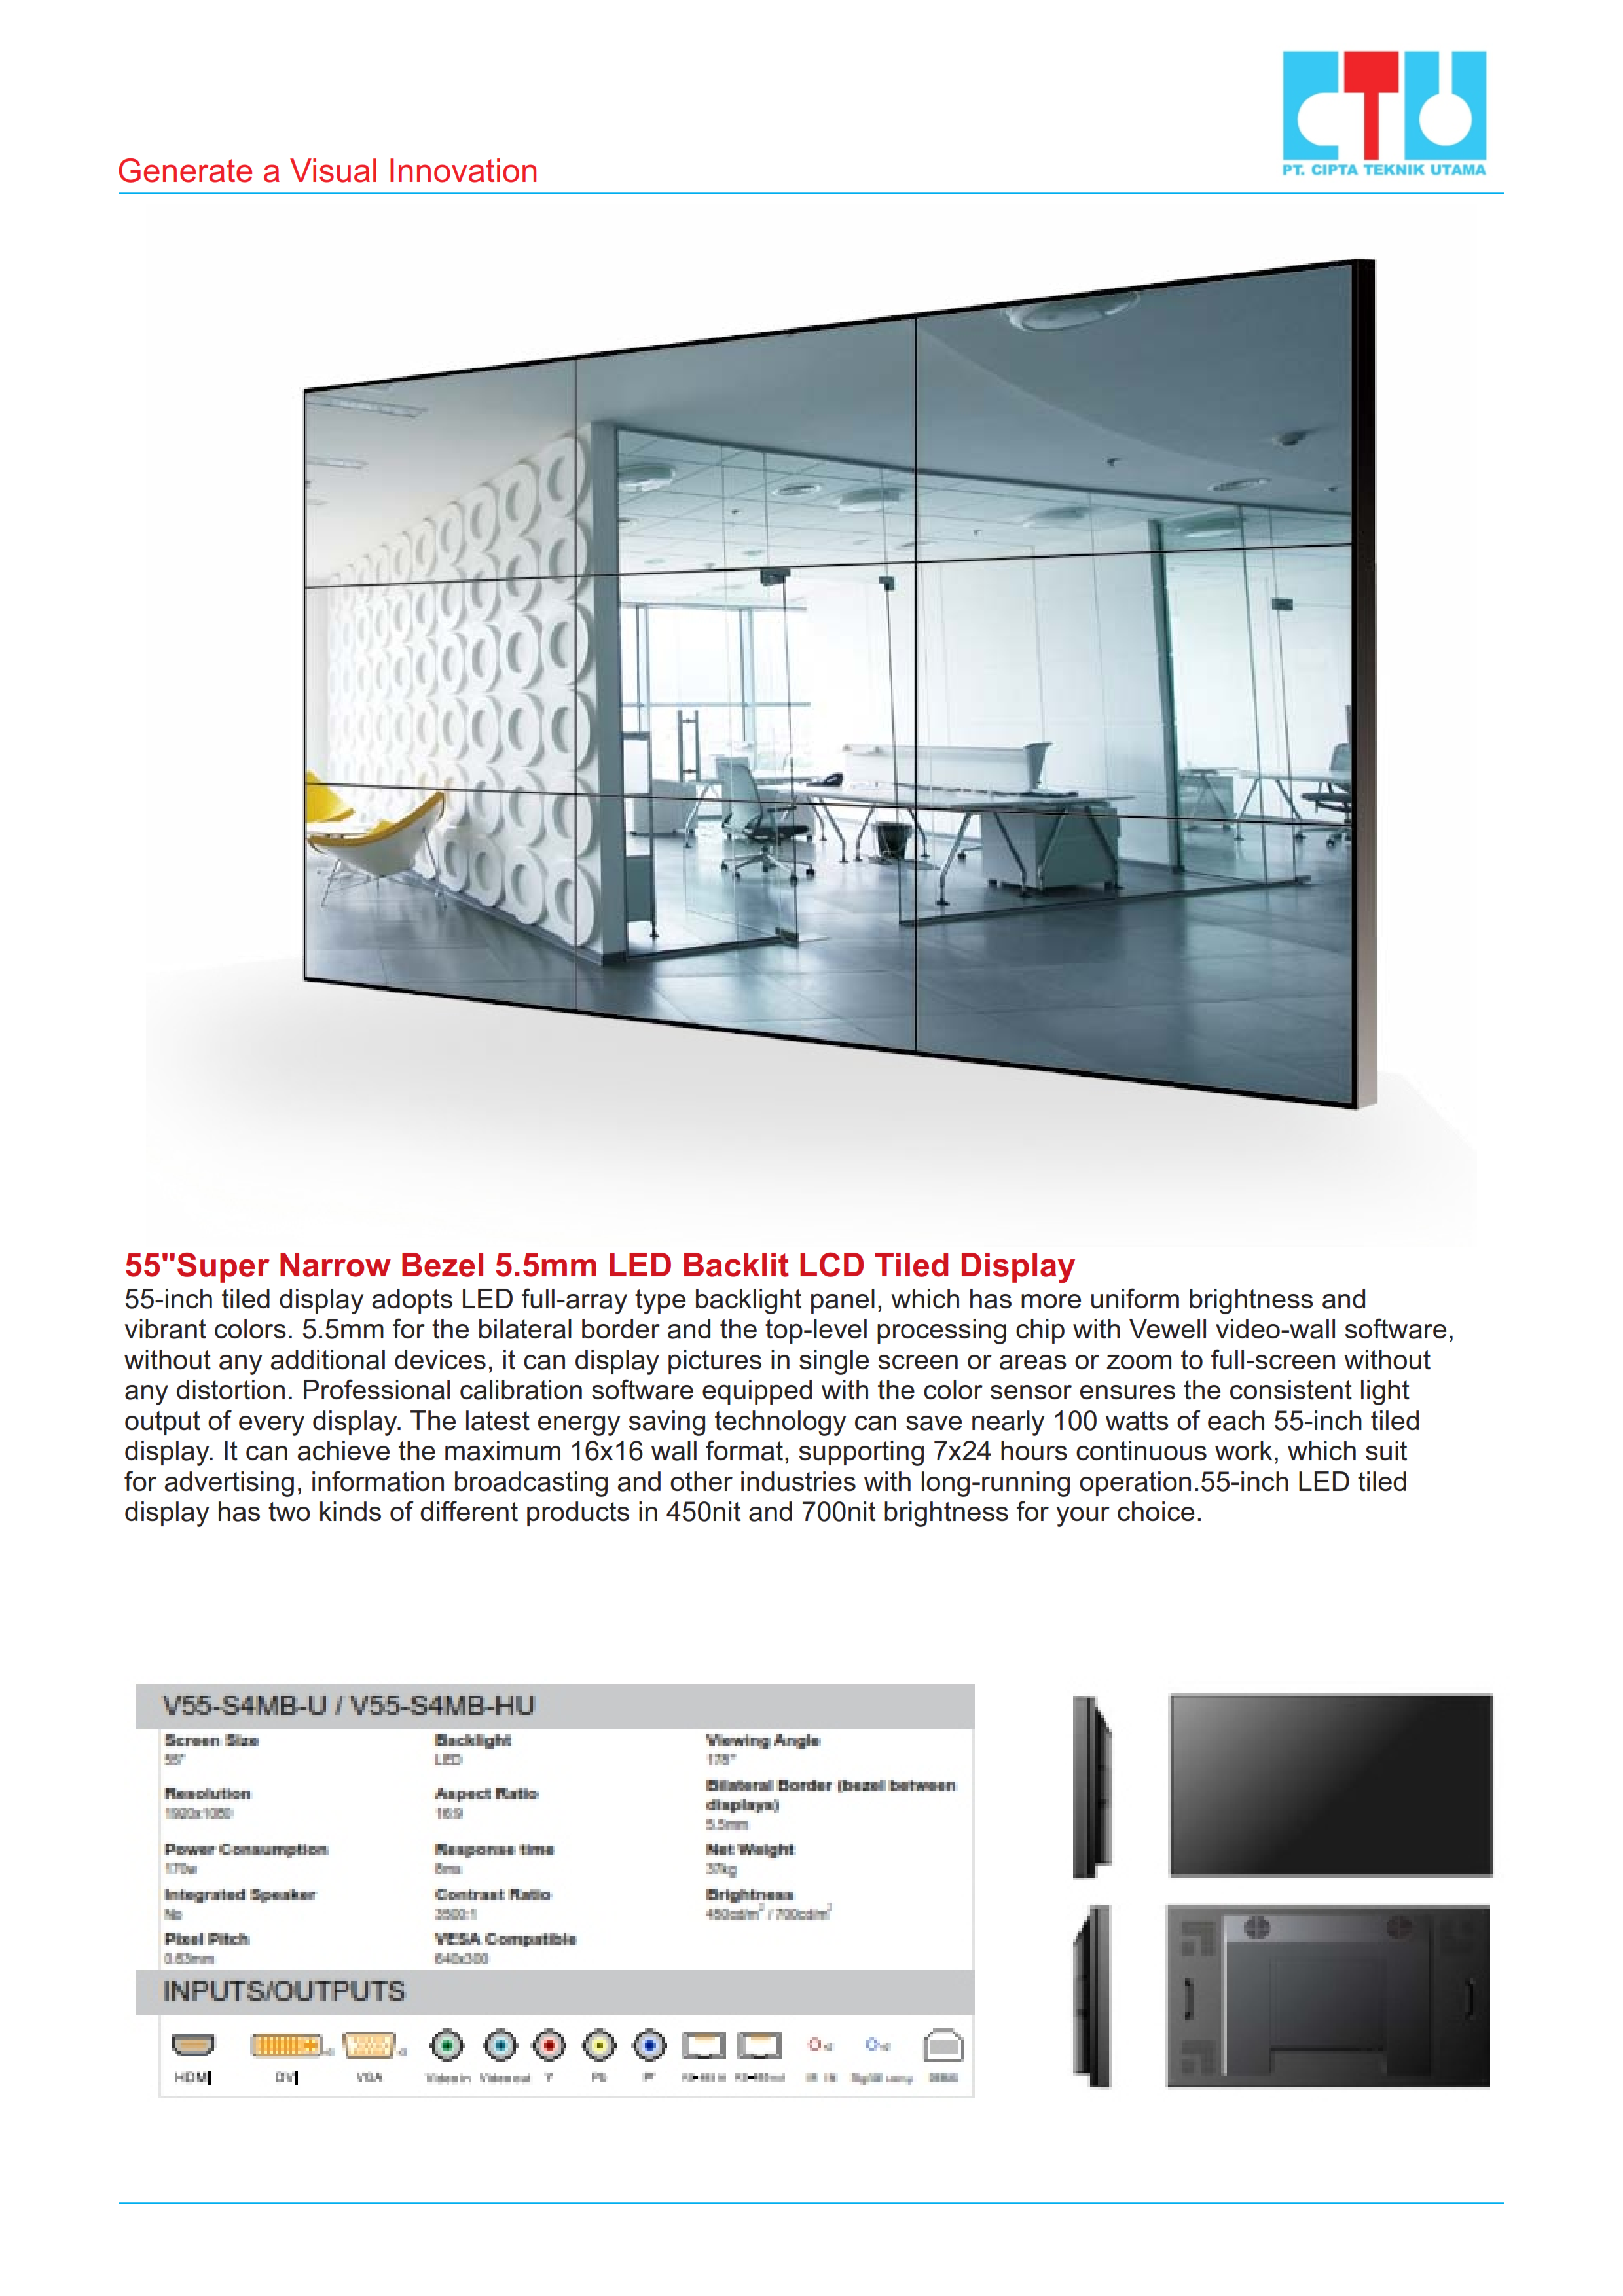 CTU
PT. CIPTA TEKNIK UTAMA
Generate a Visual Innovation
55"Super Narrow Bezel 5.5mm LED Backlit LCD Tiled Display
55-inch tiled display adopts LED full-array type backlight panel, which has more uniform brightness and
vibrant colors. 5.5mm for the bilateral border and the top-level processing chip with Vewell video-wall software,
without any additional devices, it can display pictures in single screen or areas or zoom to full-screen without
any distortion. Professional calibration software equipped with the color sensor ensures the consistent light
output of every display. The latest energy saving technology can save nearly 100 watts of each 55-inch tiled
display. It can achieve the maximum 16x16 wall format, supporting 7x24 hours continuous work, which suit
for advertising, information broadcasting and other industries with long-running operation.55-inch LED tiled
display has two kinds of different products in 450nit and 700nit brightness for your choice.
V55-S4MB-U / V55-S4MB-HU
Screen Size Backlight Viewing Angle
55" LED 178°
Resolution Aspect Ratio Bilateral Border (bezel between displays)
1920x1080 16:9 5.5mm
Power Consumption Response time Net Weight
170w 8ms 37kg
Integrated Speaker Contrast Ratio Brightness
No 3500:1 450cd/m² / 700cd/m²
Pixel Pitch VESA Compatible
0.63mm 640x300
INPUTS/OUTPUTS
HDMI DVI VGA Video in Video out Y